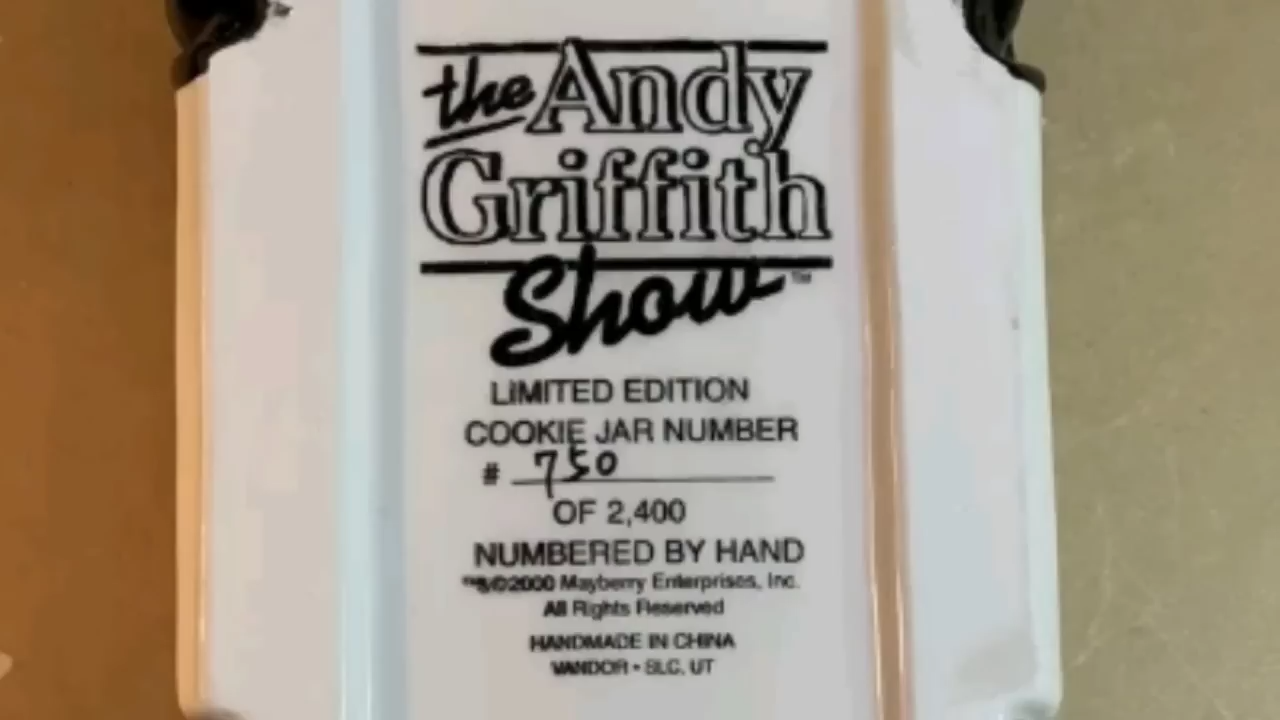 the Andy
Griffith
Show™
LIMITED EDITION
COOKIE JAR NUMBER
# 750
OF 2,400
NUMBERED BY HAND
™&©2000 Mayberry Enterprises, Inc.
All Rights Reserved
HANDMADE IN CHINA
VANDOR • SLC, UT